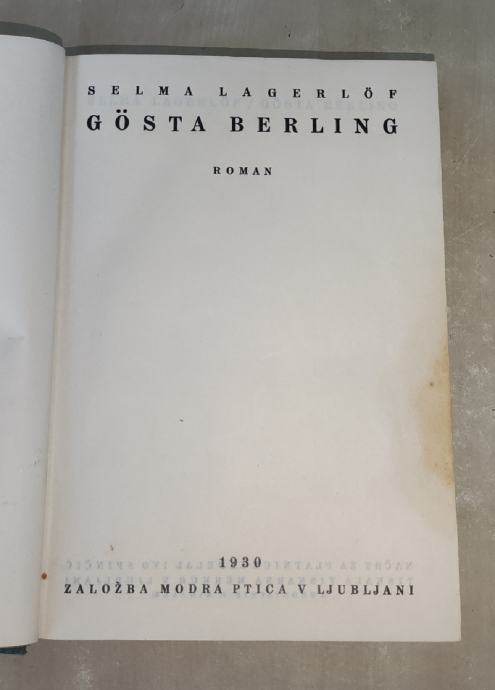 SELMA LAGERLÖF
GÖSTA BERLING
ROMAN
1930
ZALOŽBA MODRA PTICA V LJUBLJANI